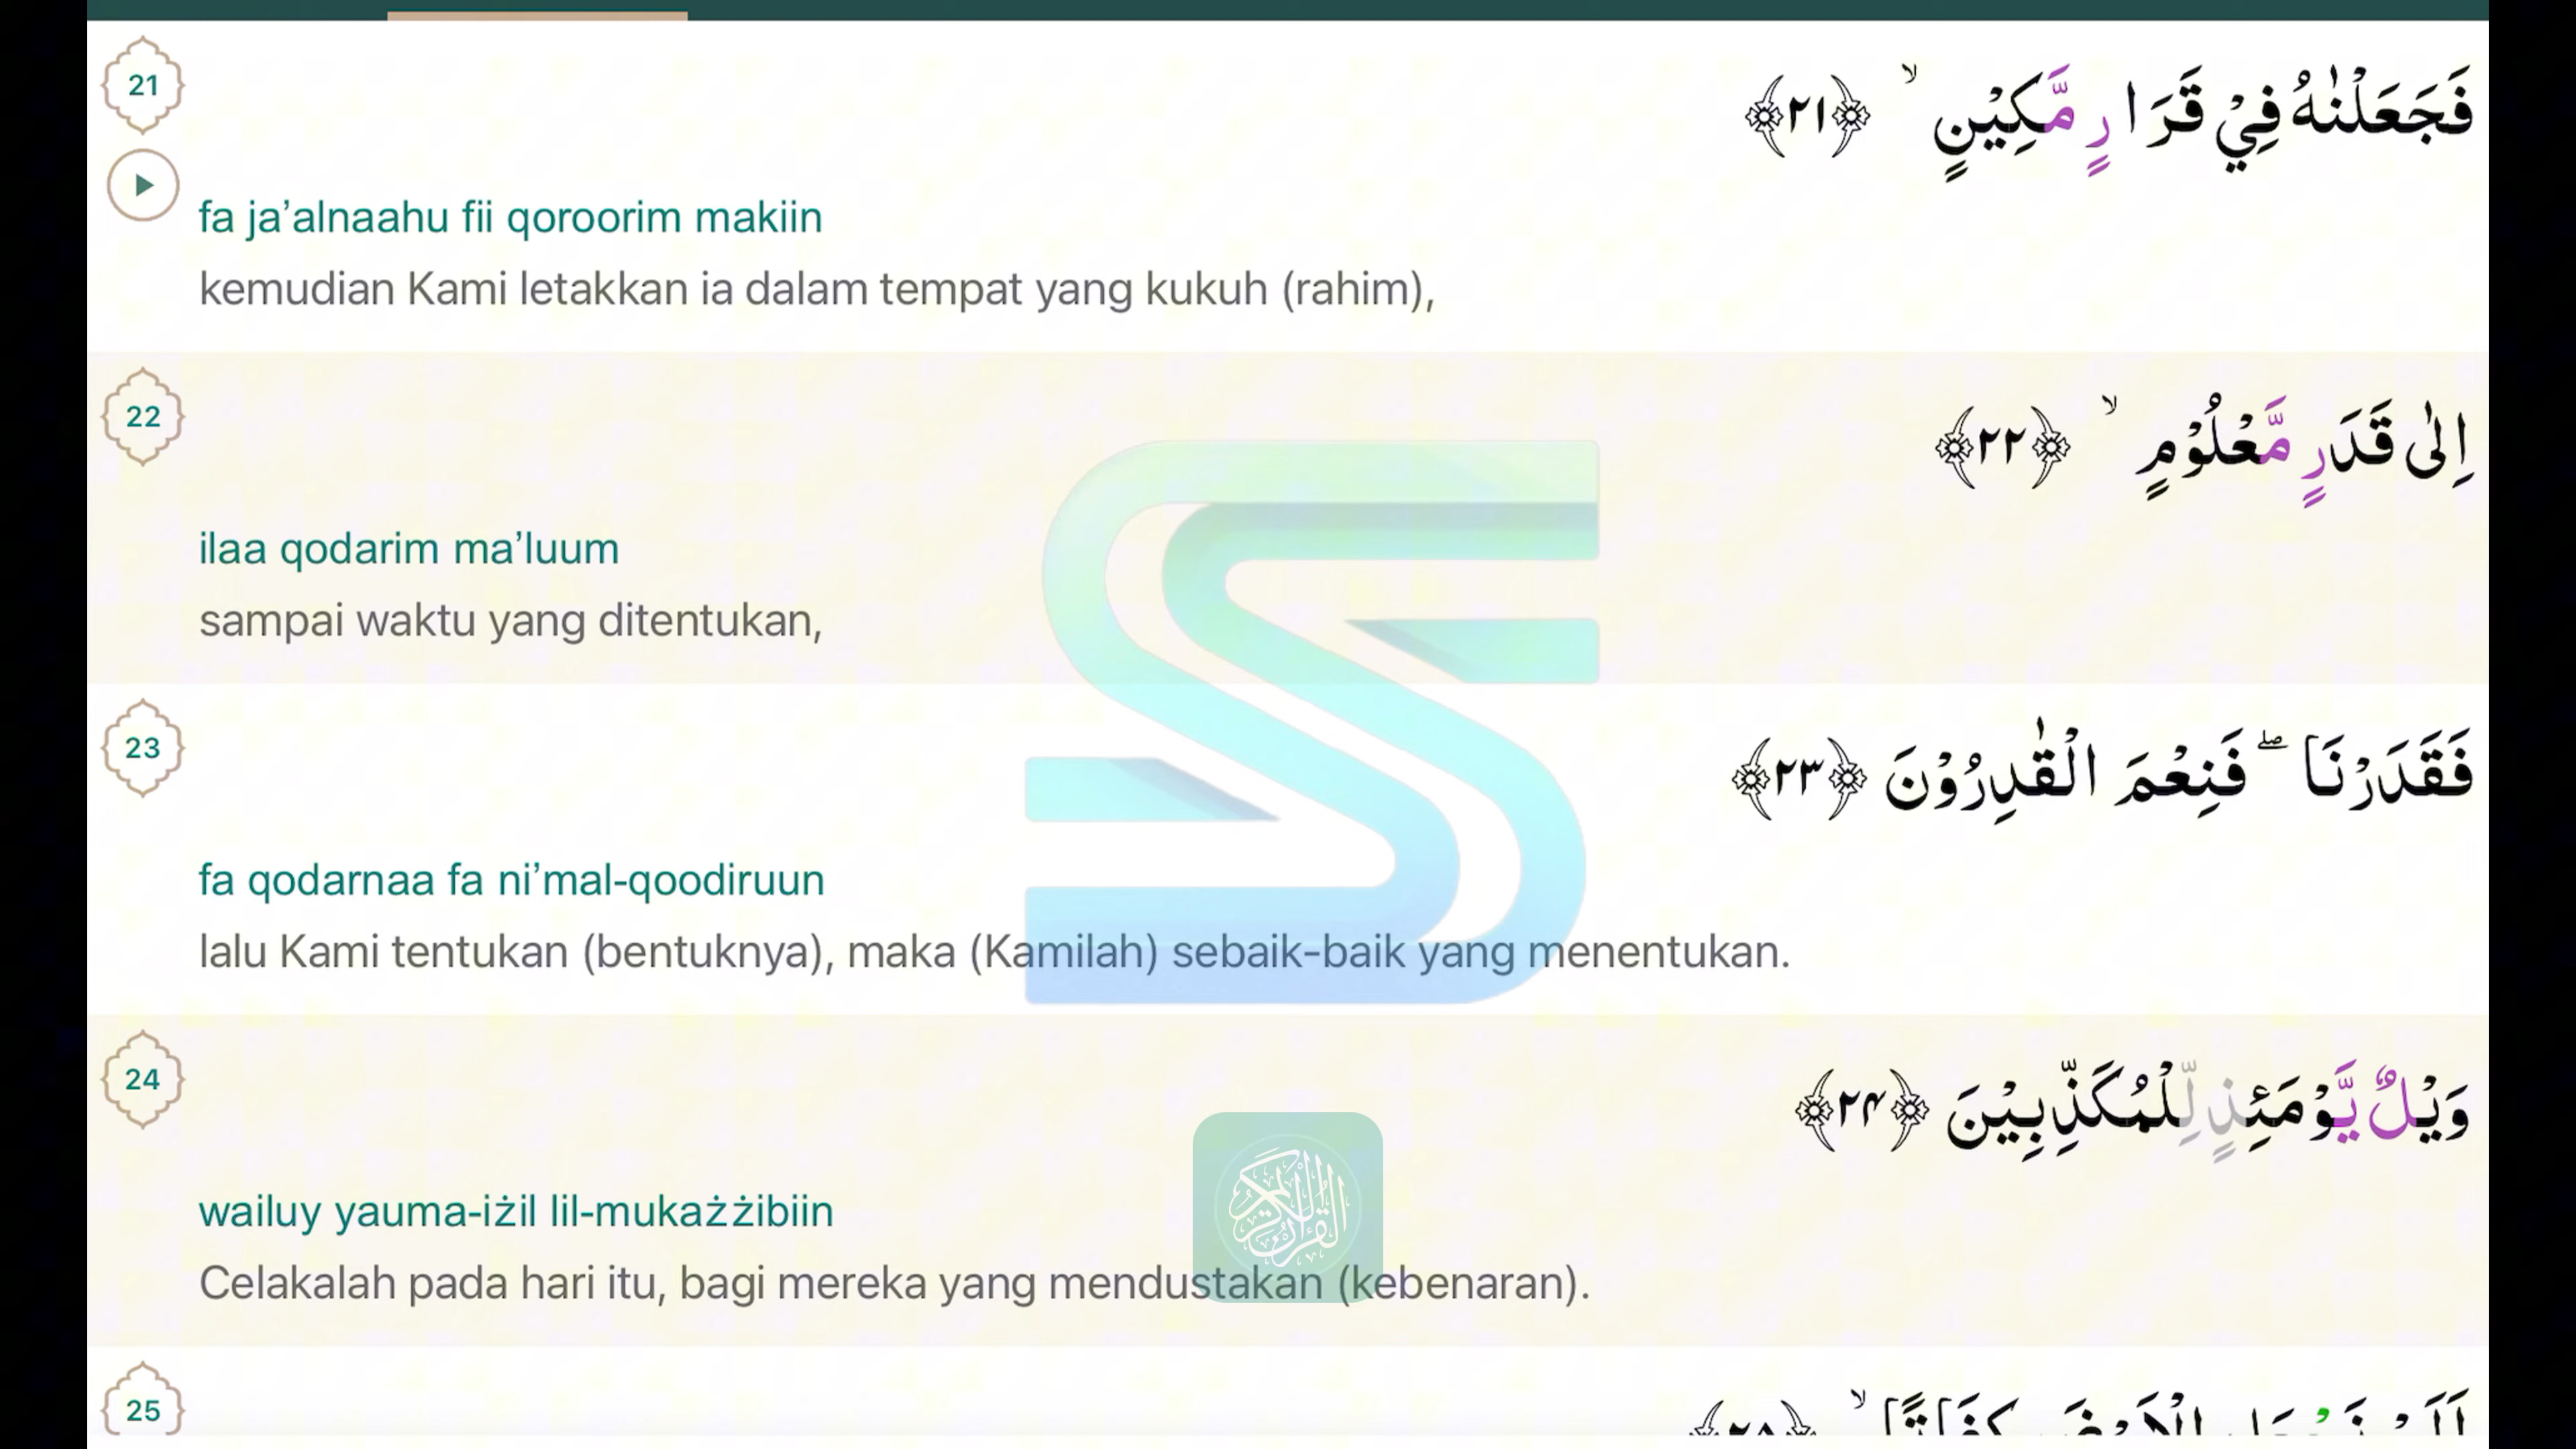 21
فَجَعَلْنٰهُ فِيْ قَرَارٍ مَّكِيْنٍ ۙ ﴿٢١﴾
fa ja’alnaahu fii qoroorim makiin
kemudian Kami letakkan ia dalam tempat yang kukuh (rahim),
22
اِلٰى قَدَرٍ مَّعْلُوْمٍ ۙ ﴿٢٢﴾
ilaa qodarim ma’luum
sampai waktu yang ditentukan,
23
فَقَدَرْنَا ۖ فَنِعْمَ الْقٰدِرُوْنَ ﴿٢٣﴾
fa qodarnaa fa ni’mal-qoodiruun
lalu Kami tentukan (bentuknya), maka (Kamilah) sebaik-baik yang menentukan.
24
وَيْلٌ يَّوْمَئِذٍ لِّلْمُكَذِّبِيْنَ ﴿٢٤﴾
wailuy yauma-iżil lil-mukażżibiin
القرآن الكريم
Celakalah pada hari itu, bagi mereka yang mendustakan (kebenaran).
25